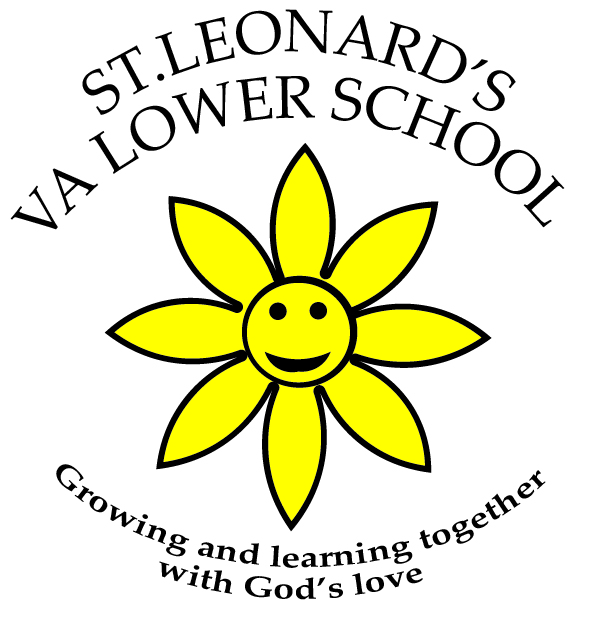 ST.LEONARD'S
VA LOWER SCHOOL
Growing and learning together
with God's love